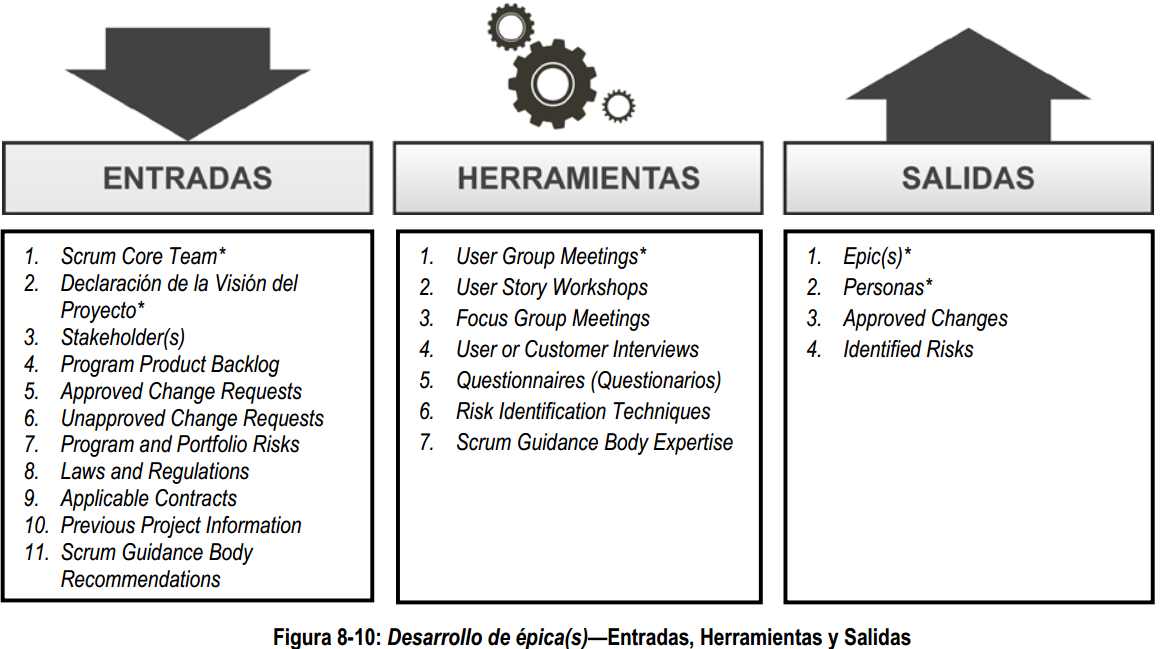 ENTRADAS
1. Scrum Core Team*
2. Declaración de la Visión del
Proyecto*
3. Stakeholder(s)
4. Program Product Backlog
5. Approved Change Requests
6. Unapproved Change Requests
7. Program and Portfolio Risks
8. Laws and Regulations
9. Applicable Contracts
10. Previous Project Information
11. Scrum Guidance Body
Recommendations
HERRAMIENTAS
1. User Group Meetings*
2. User Story Workshops
3. Focus Group Meetings
4. User or Customer Interviews
5. Questionnaires (Questionarios)
6. Risk Identification Techniques
7. Scrum Guidance Body Expertise
SALIDAS
1. Epic(s)*
2. Personas*
3. Approved Changes
4. Identified Risks
Figura 8-10: Desarrollo de épica(s)—Entradas, Herramientas y Salidas